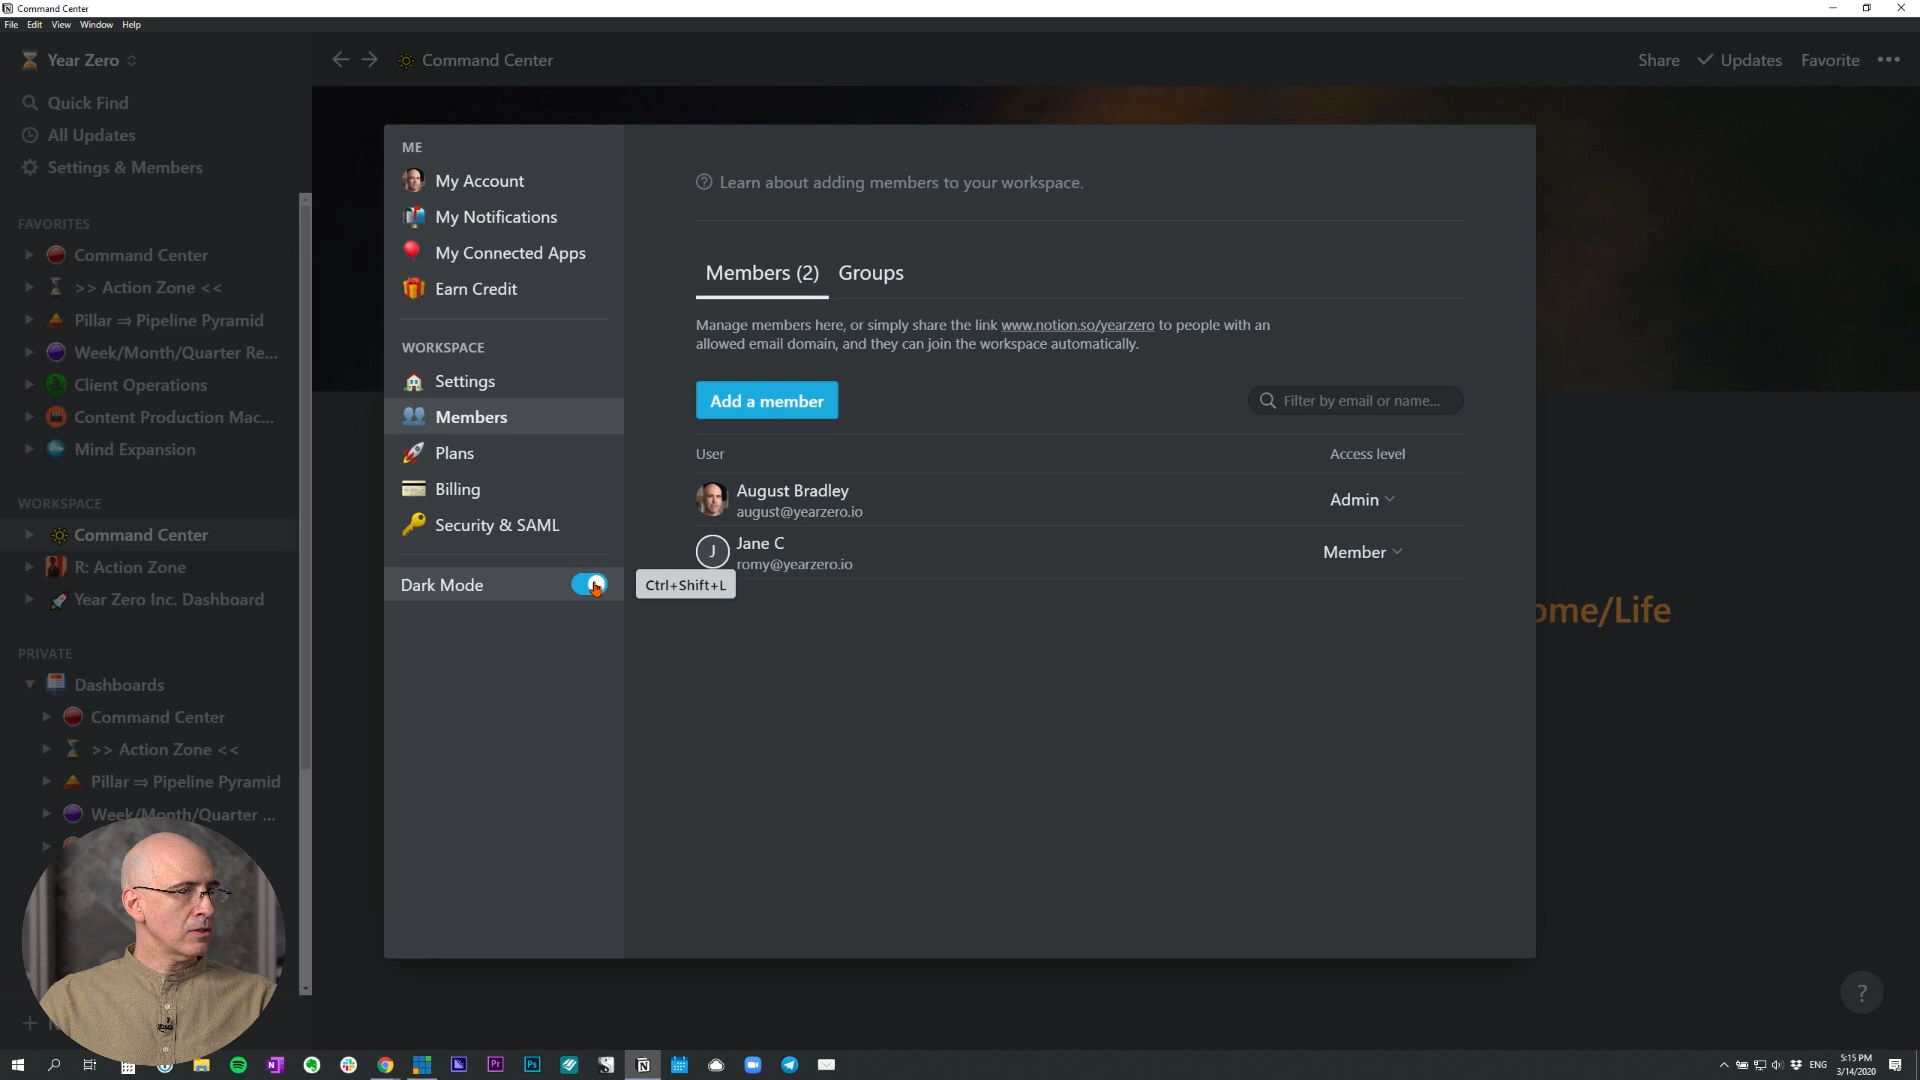 Command Center
File Edit View Window Help
Year Zero
Command Center
Share Updates Favorite
Quick Find
All Updates
Settings & Members
FAVORITES
Command Center
>> Action Zone <<
Pillar ⇒ Pipeline Pyramid
Week/Month/Quarter Re...
Client Operations
Content Production Mac...
Mind Expansion
WORKSPACE
Command Center
R: Action Zone
Year Zero Inc. Dashboard
PRIVATE
Dashboards
Command Center
>> Action Zone <<
Pillar ⇒ Pipeline Pyramid
Week/Month/Quarter ...
ME
My Account
My Notifications
My Connected Apps
Earn Credit
WORKSPACE
Settings
Members
Plans
Billing
Security & SAML
Dark Mode
Ctrl+Shift+L
Learn about adding members to your workspace.
Members (2) Groups
Manage members here, or simply share the link www.notion.so/yearzero to people with an
allowed email domain, and they can join the workspace automatically.
Add a member
Filter by email or name...
User Access level
August Bradley
august@yearzero.io
Admin
J
Jane C
romy@yearzero.io
Member
ome/Life
?
ENG
5:15 PM
3/14/2020